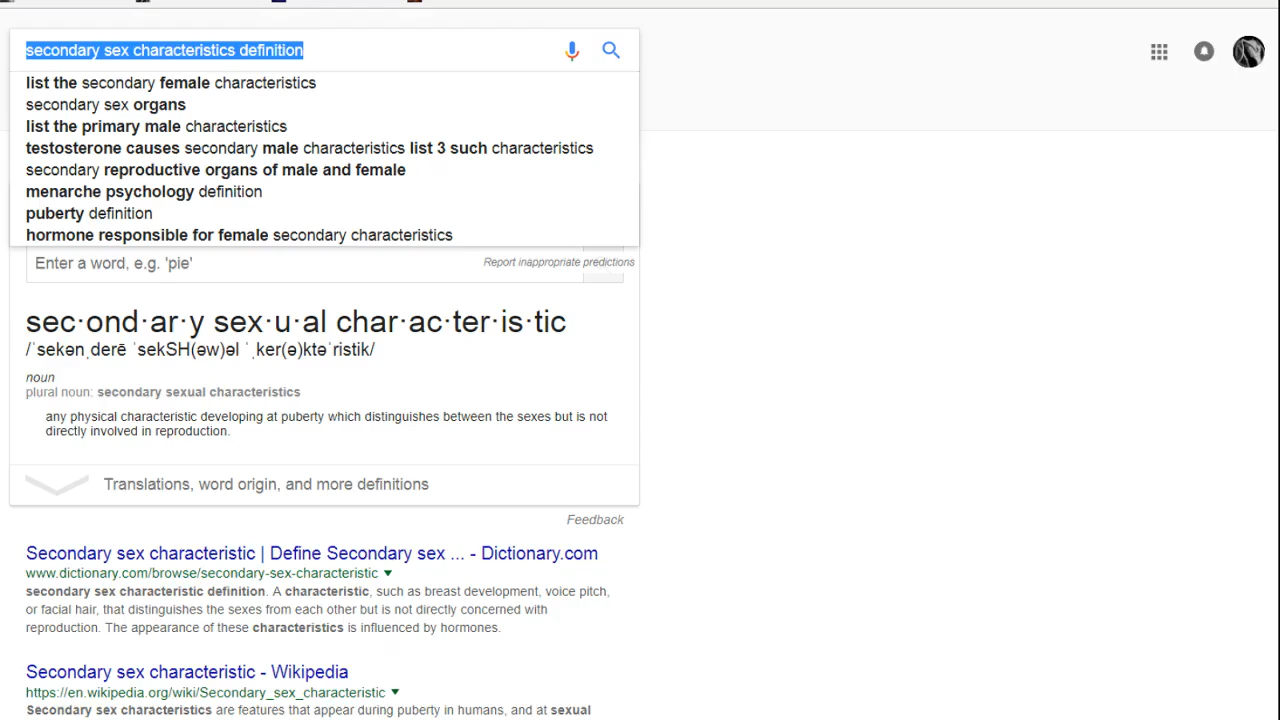 secondary sex characteristics definition
list the secondary female characteristics
secondary sex organs
list the primary male characteristics
testosterone causes secondary male characteristics list 3 such characteristics
secondary reproductive organs of male and female
menarche psychology definition
puberty definition
hormone responsible for female secondary characteristics
Enter a word, e.g. 'pie'
Report inappropriate predictions
sec·ond·ar·y sex·u·al char·ac·ter·is·tic
/ˈsekənˌderē ˈsekSH(əw)əl ˈˌker(ə)ktəˈristik/
noun
plural noun: secondary sexual characteristics
any physical characteristic developing at puberty which distinguishes between the sexes but is not
directly involved in reproduction.
Translations, word origin, and more definitions
Feedback
Secondary sex characteristic | Define Secondary sex ... - Dictionary.com
www.dictionary.com/browse/secondary-sex-characteristic
secondary sex characteristic definition. A characteristic, such as breast development, voice pitch,
or facial hair, that distinguishes the sexes from each other but is not directly concerned with
reproduction. The appearance of these characteristics is influenced by hormones.
Secondary sex characteristic - Wikipedia
https://en.wikipedia.org/wiki/Secondary_sex_characteristic
Secondary sex characteristics are features that appear during puberty in humans, and at sexual